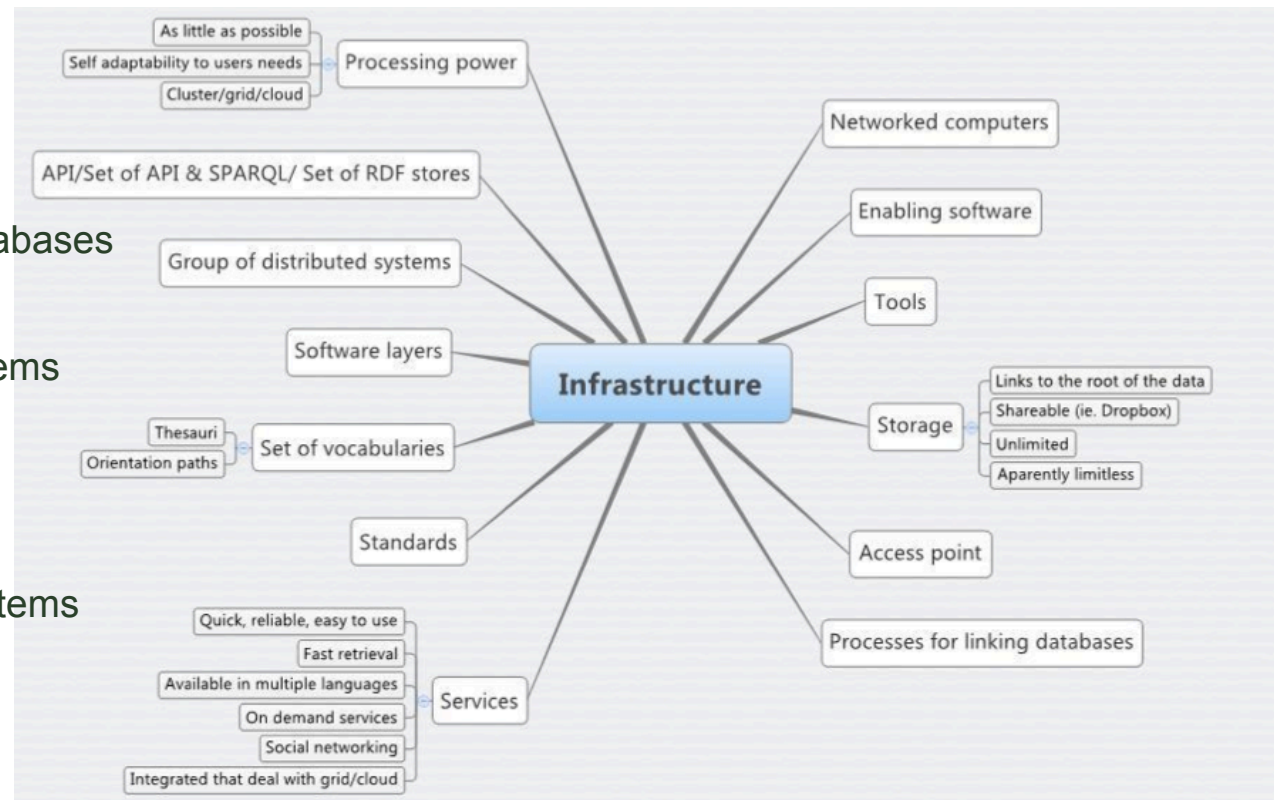 As little as possible
Self adaptability to users needs
Cluster/grid/cloud
Processing power
API/Set of API & SPARQL/ Set of RDF stores
Group of distributed systems
Software layers
Thesauri
Orientation paths
Set of vocabularies
Standards
Quick, reliable, easy to use
Fast retrieval
Available in multiple languages
On demand services
Social networking
Integrated that deal with grid/cloud
Services
Infrastructure
Networked computers
Enabling software
Tools
Storage
Links to the root of the data
Shareable (ie. Dropbox)
Unlimited
Aparently limitless
Access point
Processes for linking databases
abases
ems
tems